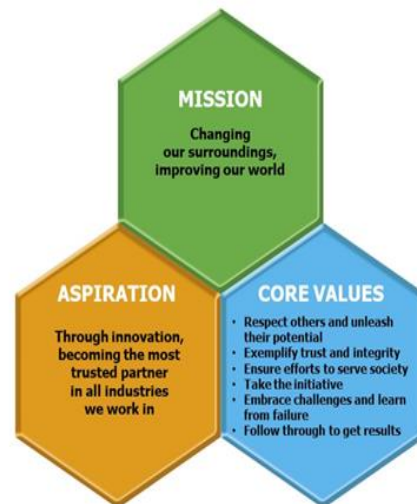 MISSION
Changing
our surroundings,
improving our world
ASPIRATION
Through innovation,
becoming the most
trusted partner
in all industries
we work in
CORE VALUES
• Respect others and unleash
their potential
• Exemplify trust and integrity
• Ensure efforts to serve society
• Take the initiative
• Embrace challenges and learn
from failure
• Follow through to get results